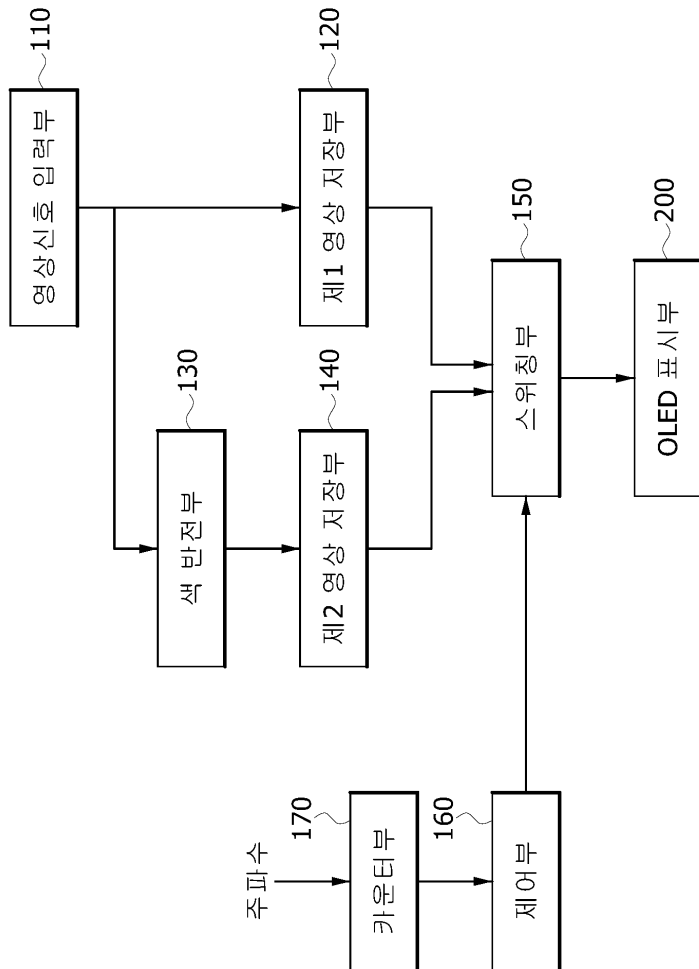 110
영상신호 입력부
120
제1 영상 저장부
130
색 반전부
140
제2 영상 저장부
150
스위칭부
200
OLED 표시부
주파수
170
카운터부
160
제어부